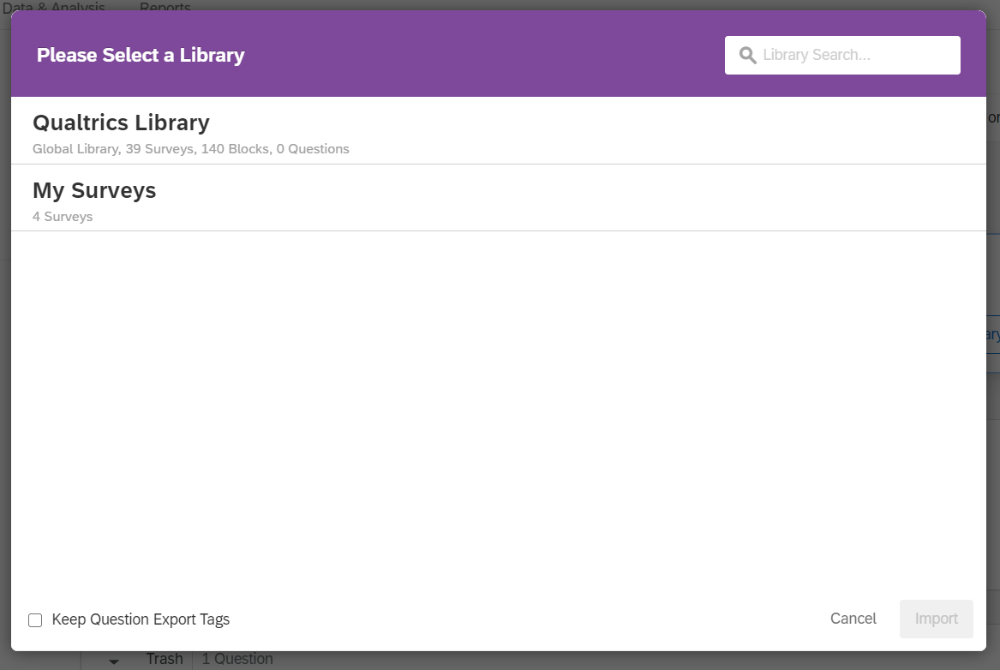 Data & Analysis Reports
Please Select a Library
Library Search...
Qualtrics Library
Global Library, 39 Surveys, 140 Blocks, 0 Questions
My Surveys
4 Surveys
Keep Question Export Tags
Cancel
Import
Trash 1 Question